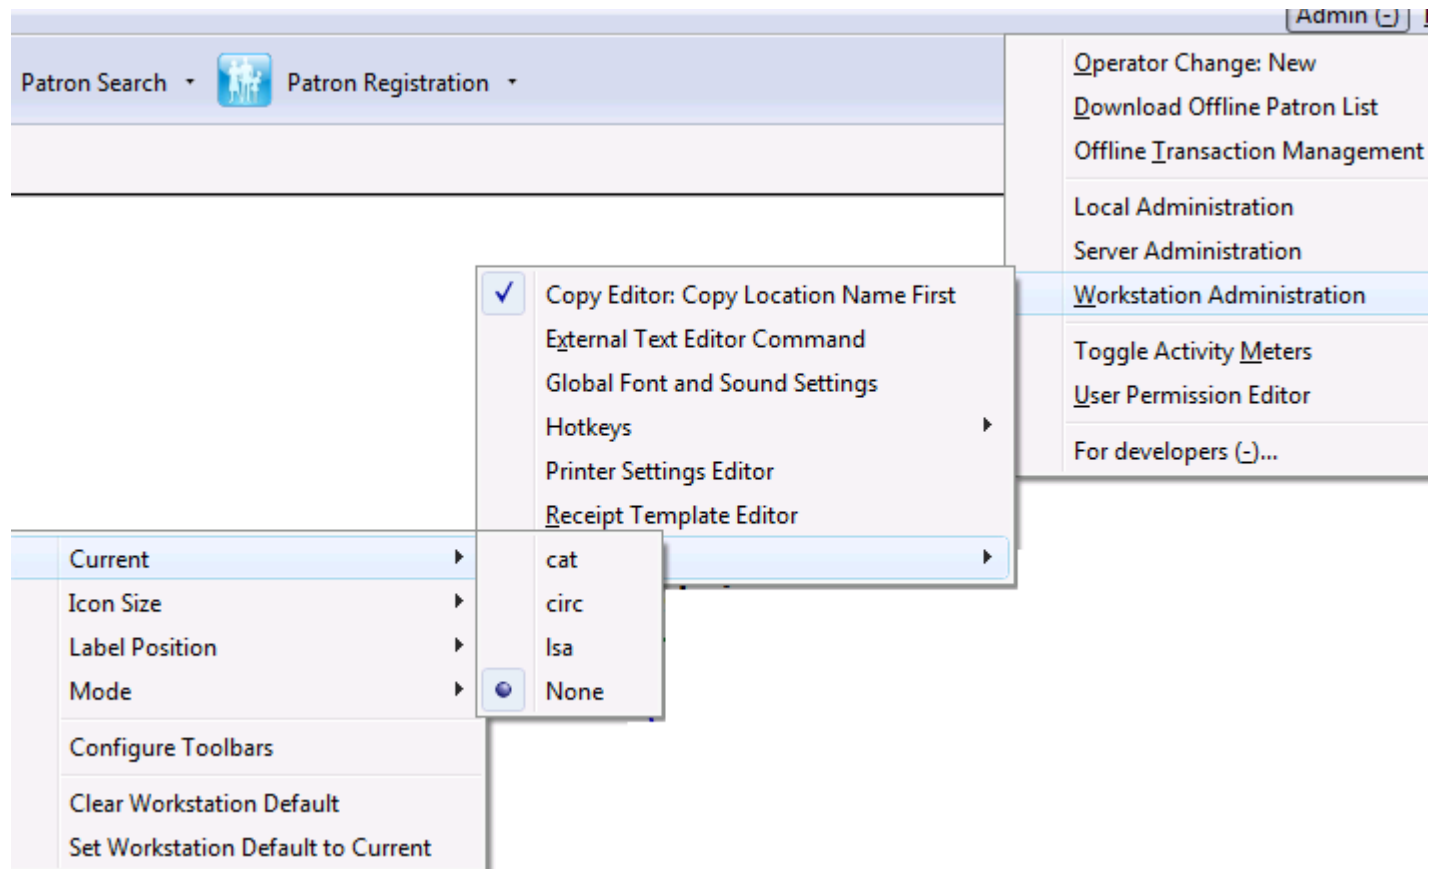 Admin (-)
Patron Search
Patron Registration
Operator Change: New
Download Offline Patron List
Offline Transaction Management
Local Administration
Server Administration
Workstation Administration
Toggle Activity Meters
User Permission Editor
For developers (-)...
Copy Editor: Copy Location Name First
External Text Editor Command
Global Font and Sound Settings
Hotkeys
Printer Settings Editor
Receipt Template Editor
Current
Icon Size
Label Position
Mode
Configure Toolbars
Clear Workstation Default
Set Workstation Default to Current
cat
circ
lsa
None